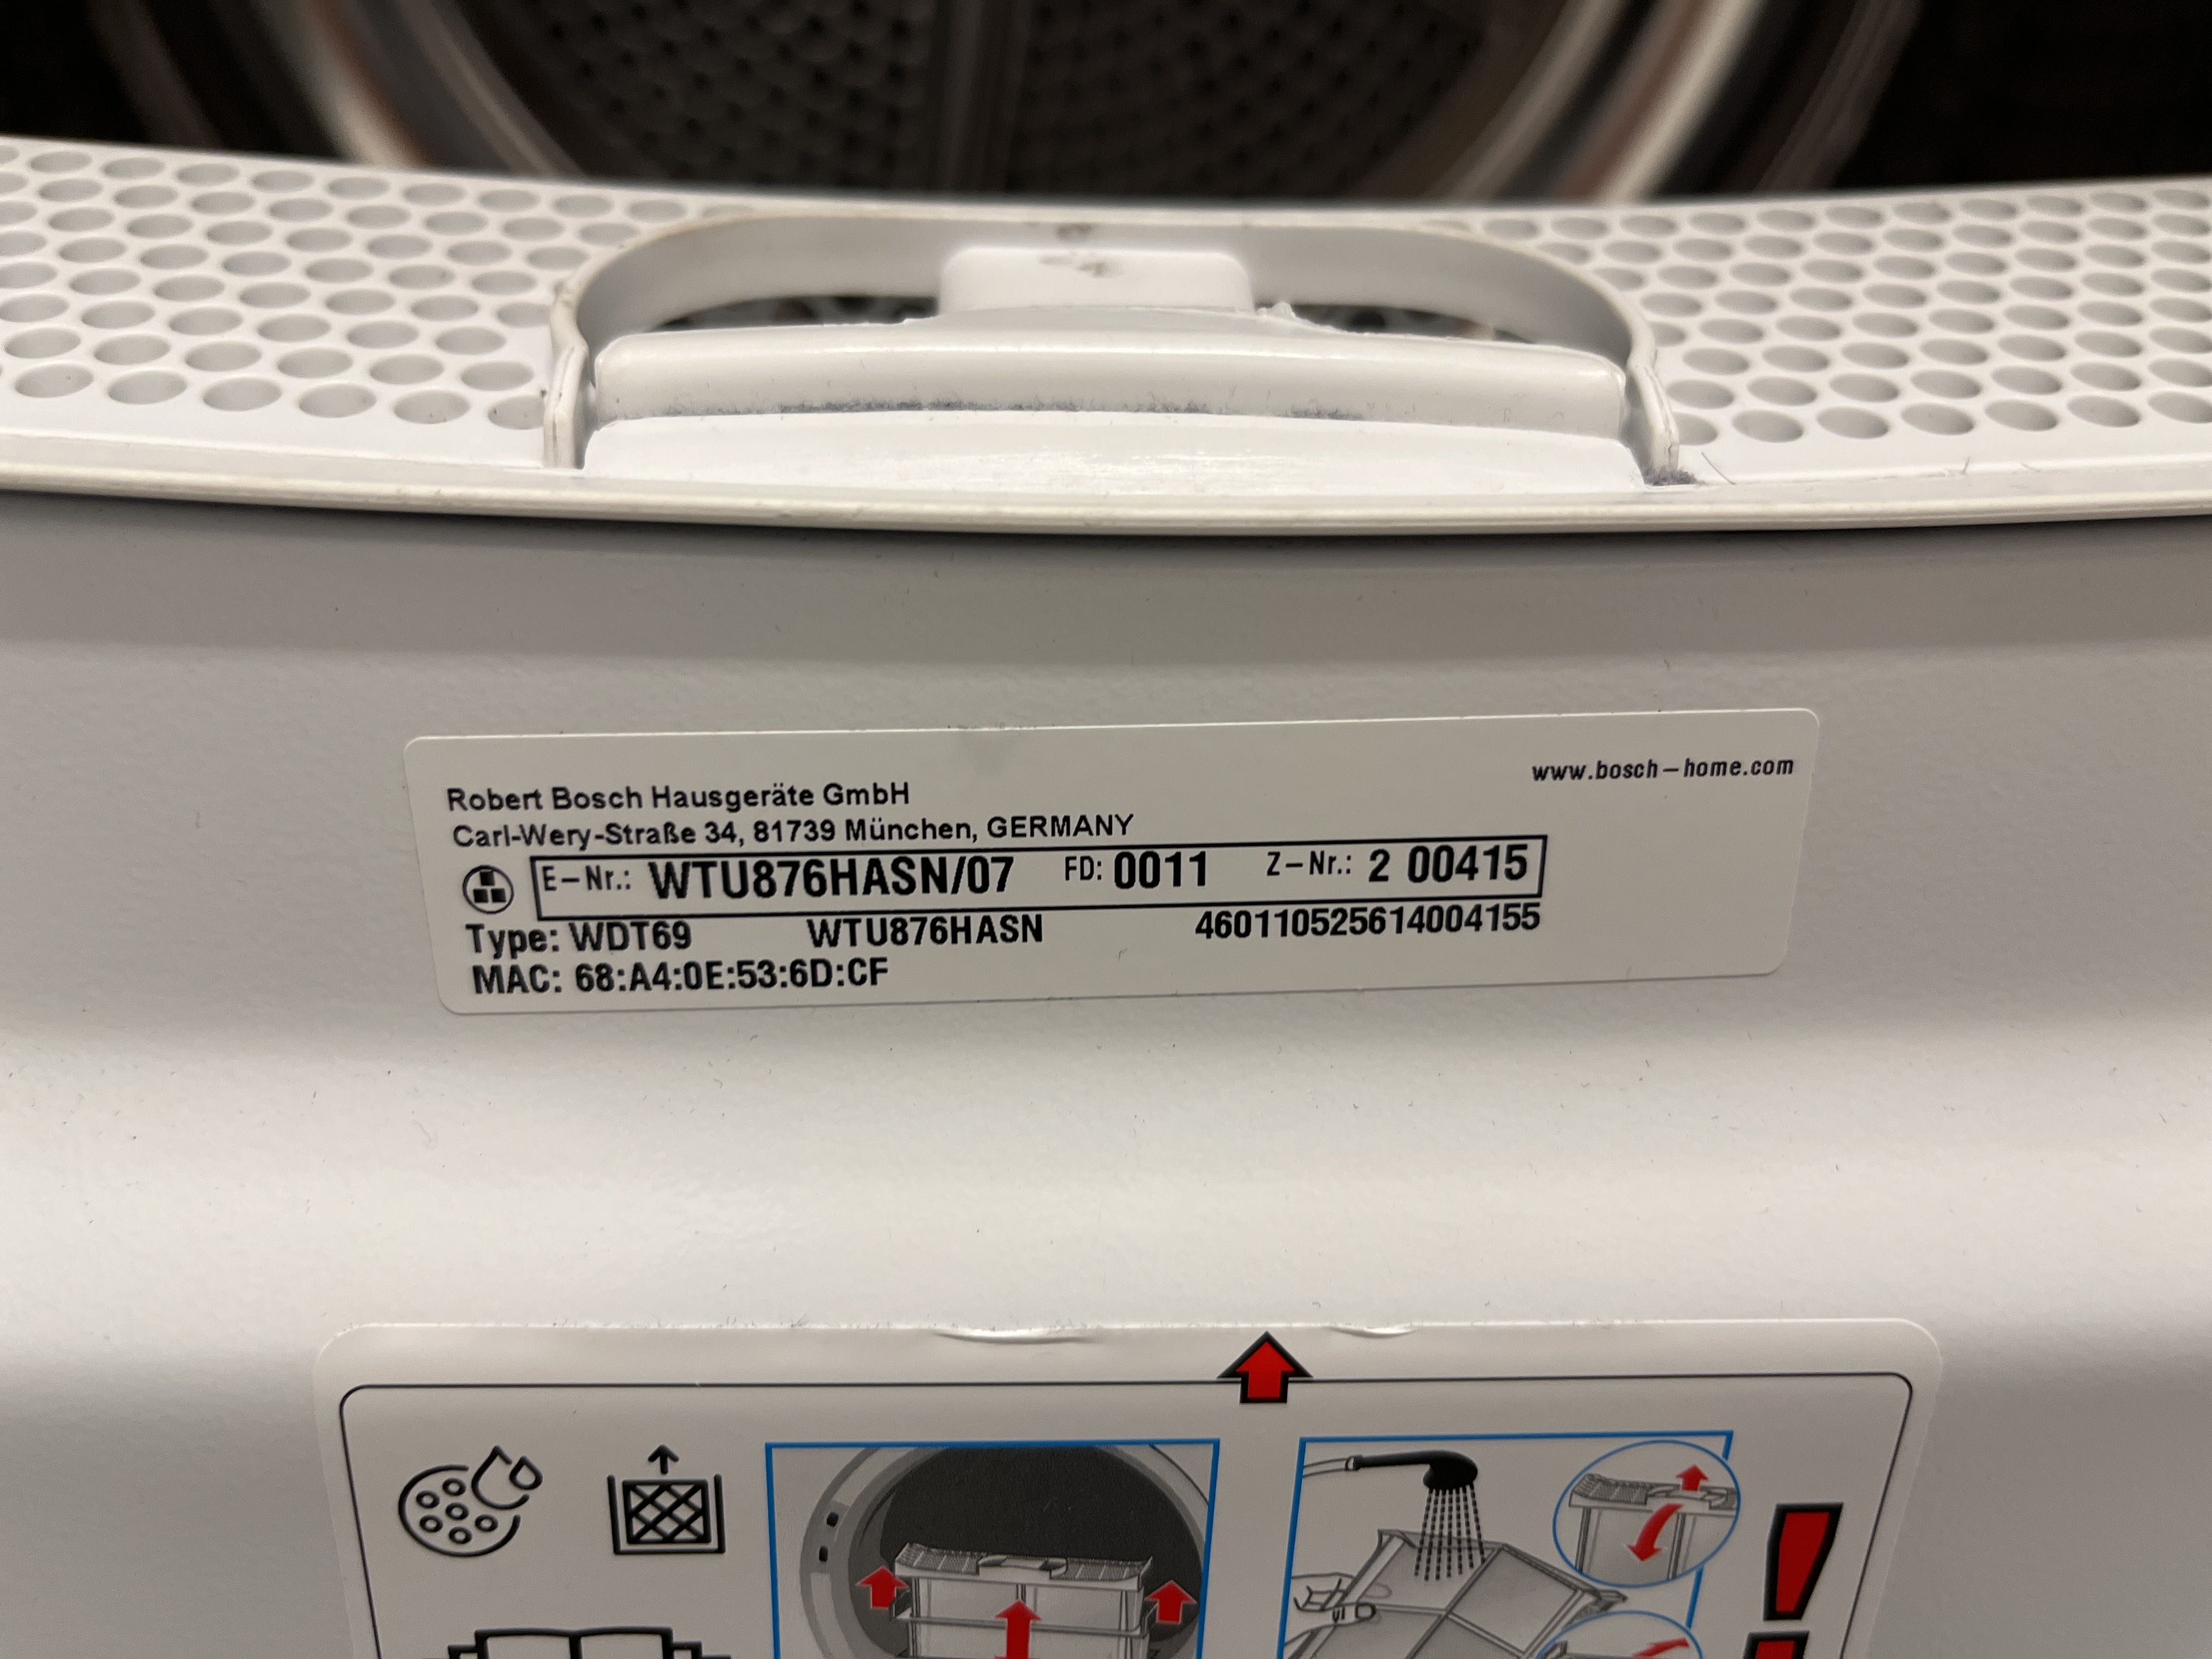 www.bosch-home.com
Robert Bosch Hausgeräte GmbH
Carl-Wery-Straße 34, 81739 München, GERMANY
E-Nr.: WTU876HASN/07 FD: 0011 Z-Nr.: 2 00415
Type: WDT69 WTU876HASN 460110525614004155
MAC: 68:A4:0E:53:6D:CF